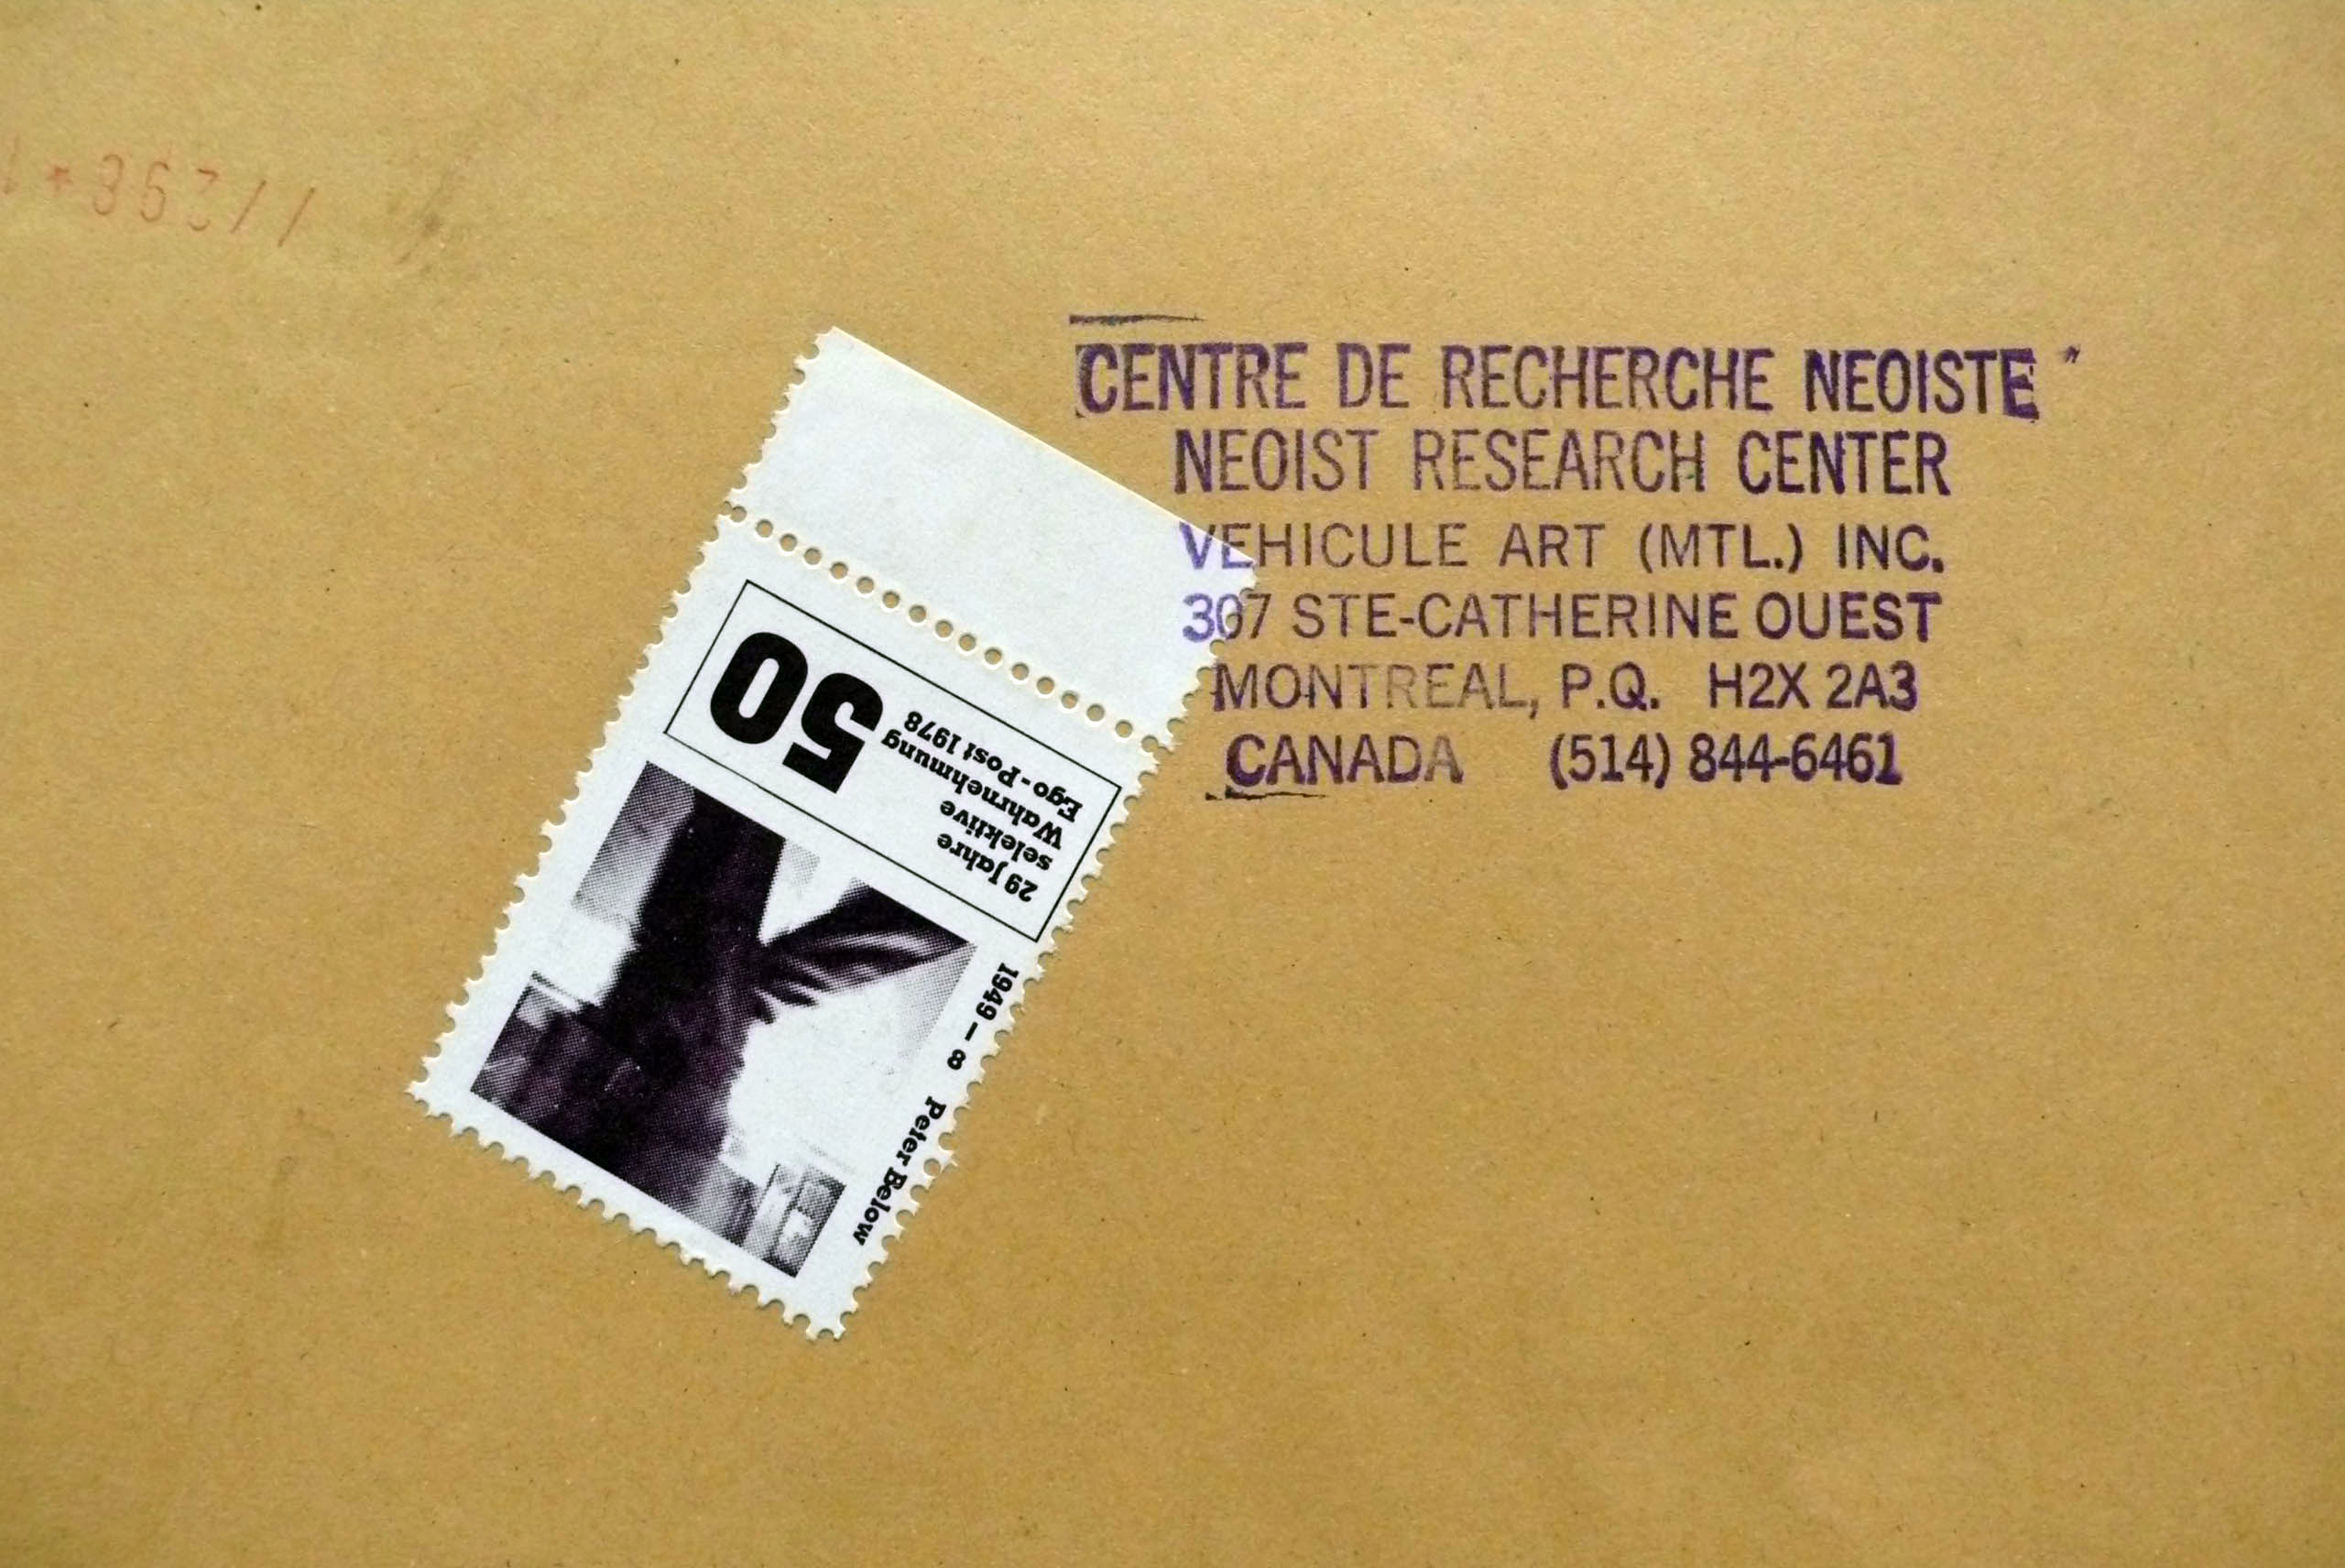 CENTRE DE RECHERCHE NEOISTE
NEOIST RESEARCH CENTER
VEHICULE ART (MTL.) INC.
307 STE-CATHERINE OUEST
MONTREAL, P.Q. H2X 2A3
CANADA (514) 844-6461
1949 – ∞ Peter Below
29 Jahre
selektive
Wahrnehmung
Ego-Post 1978
50